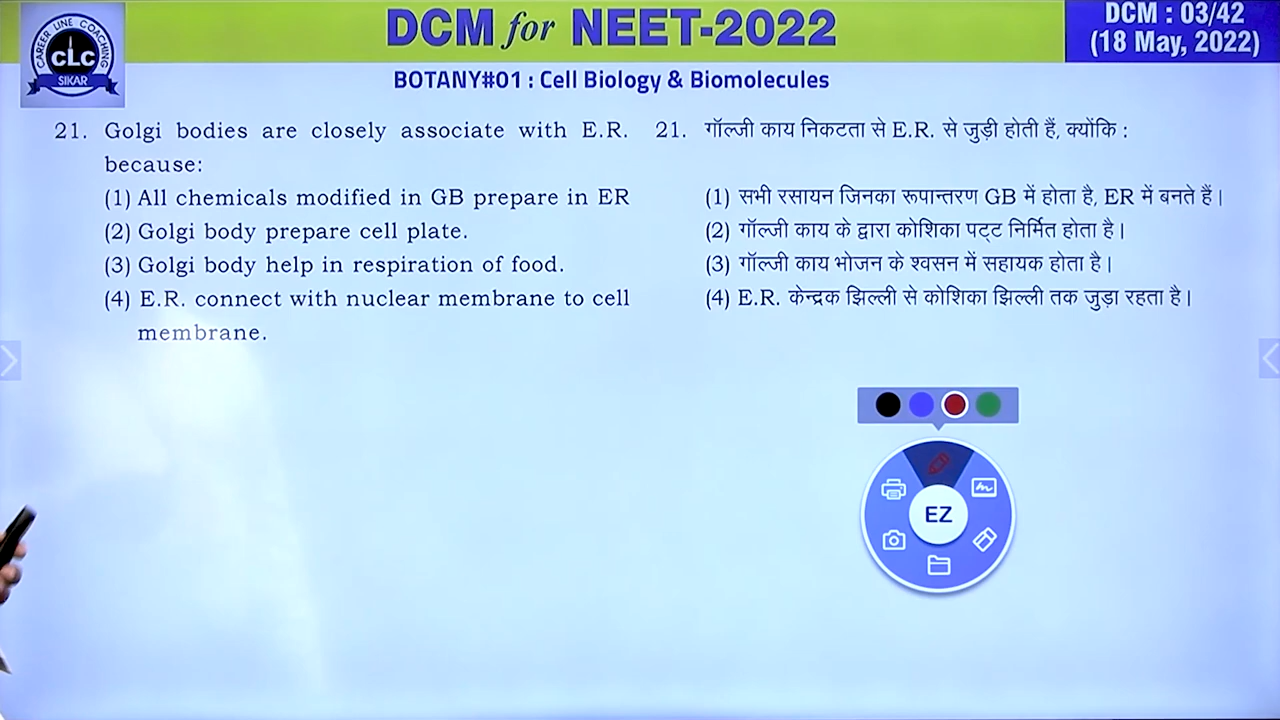 CAREER LINE COACHING
CLC
SIKAR
DCM for NEET-2022
DCM : 03/42
(18 May, 2022)
BOTANY#01 : Cell Biology & Biomolecules
21. Golgi bodies are closely associate with E.R.
because:
(1) All chemicals modified in GB prepare in ER
(2) Golgi body prepare cell plate.
(3) Golgi body help in respiration of food.
(4) E.R. connect with nuclear membrane to cell
membrane.
21. गॉल्जी काय निकटता से E.R. से जुड़ी होती हैं, क्योंकि :
(1) सभी रसायन जिनका रूपान्तरण GB में होता है, ER में बनते हैं।
(2) गॉल्जी काय के द्वारा कोशिका पट्ट निर्मित होता है।
(3) गॉल्जी काय भोजन के श्वसन में सहायक होता है।
(4) E.R. केन्द्रक झिल्ली से कोशिका झिल्ली तक जुड़ा रहता है।
EZ